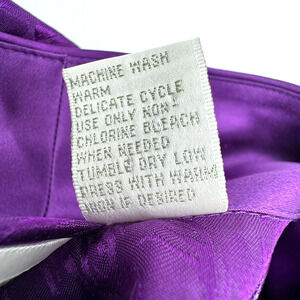 MACHINE WASH
WARM
DELICATE CYCLE
USE ONLY NON
CHLORINE BLEACH
WHEN NEEDED
TUMBLE DRY LOW
PRESS WITH WARM
IRON IF DESIRED